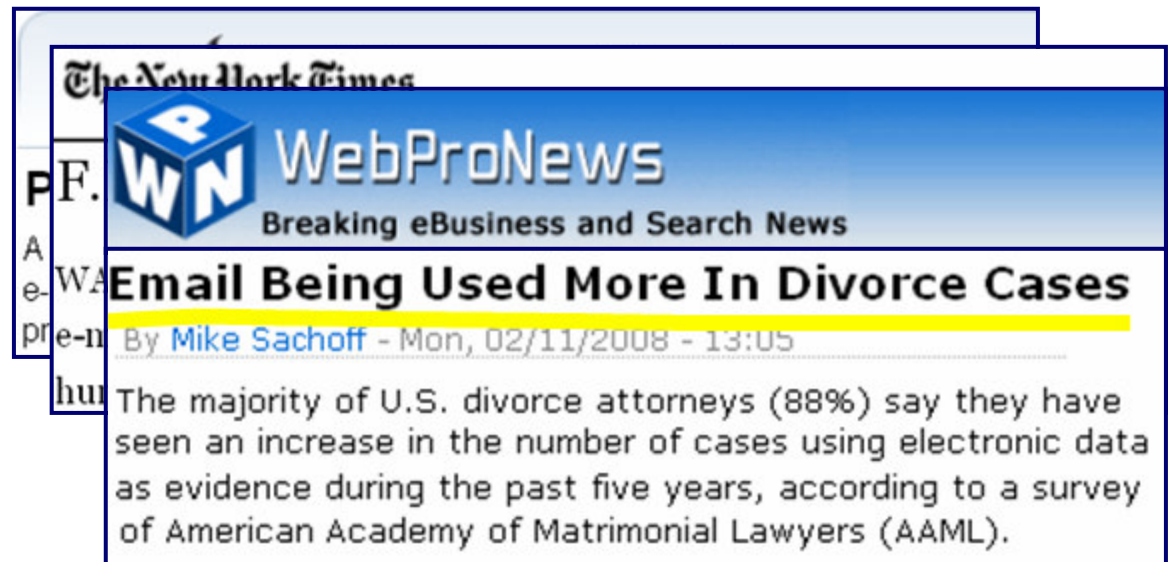 The New York Times
P
F.
A
WA
e-
pr
e-n
hur
PWN
WebProNews
Breaking eBusiness and Search News
Email Being Used More In Divorce Cases
By Mike Sachoff - Mon, 02/11/2008 - 13:05
The majority of U.S. divorce attorneys (88%) say they have
seen an increase in the number of cases using electronic data
as evidence during the past five years, according to a survey
of American Academy of Matrimonial Lawyers (AAML).